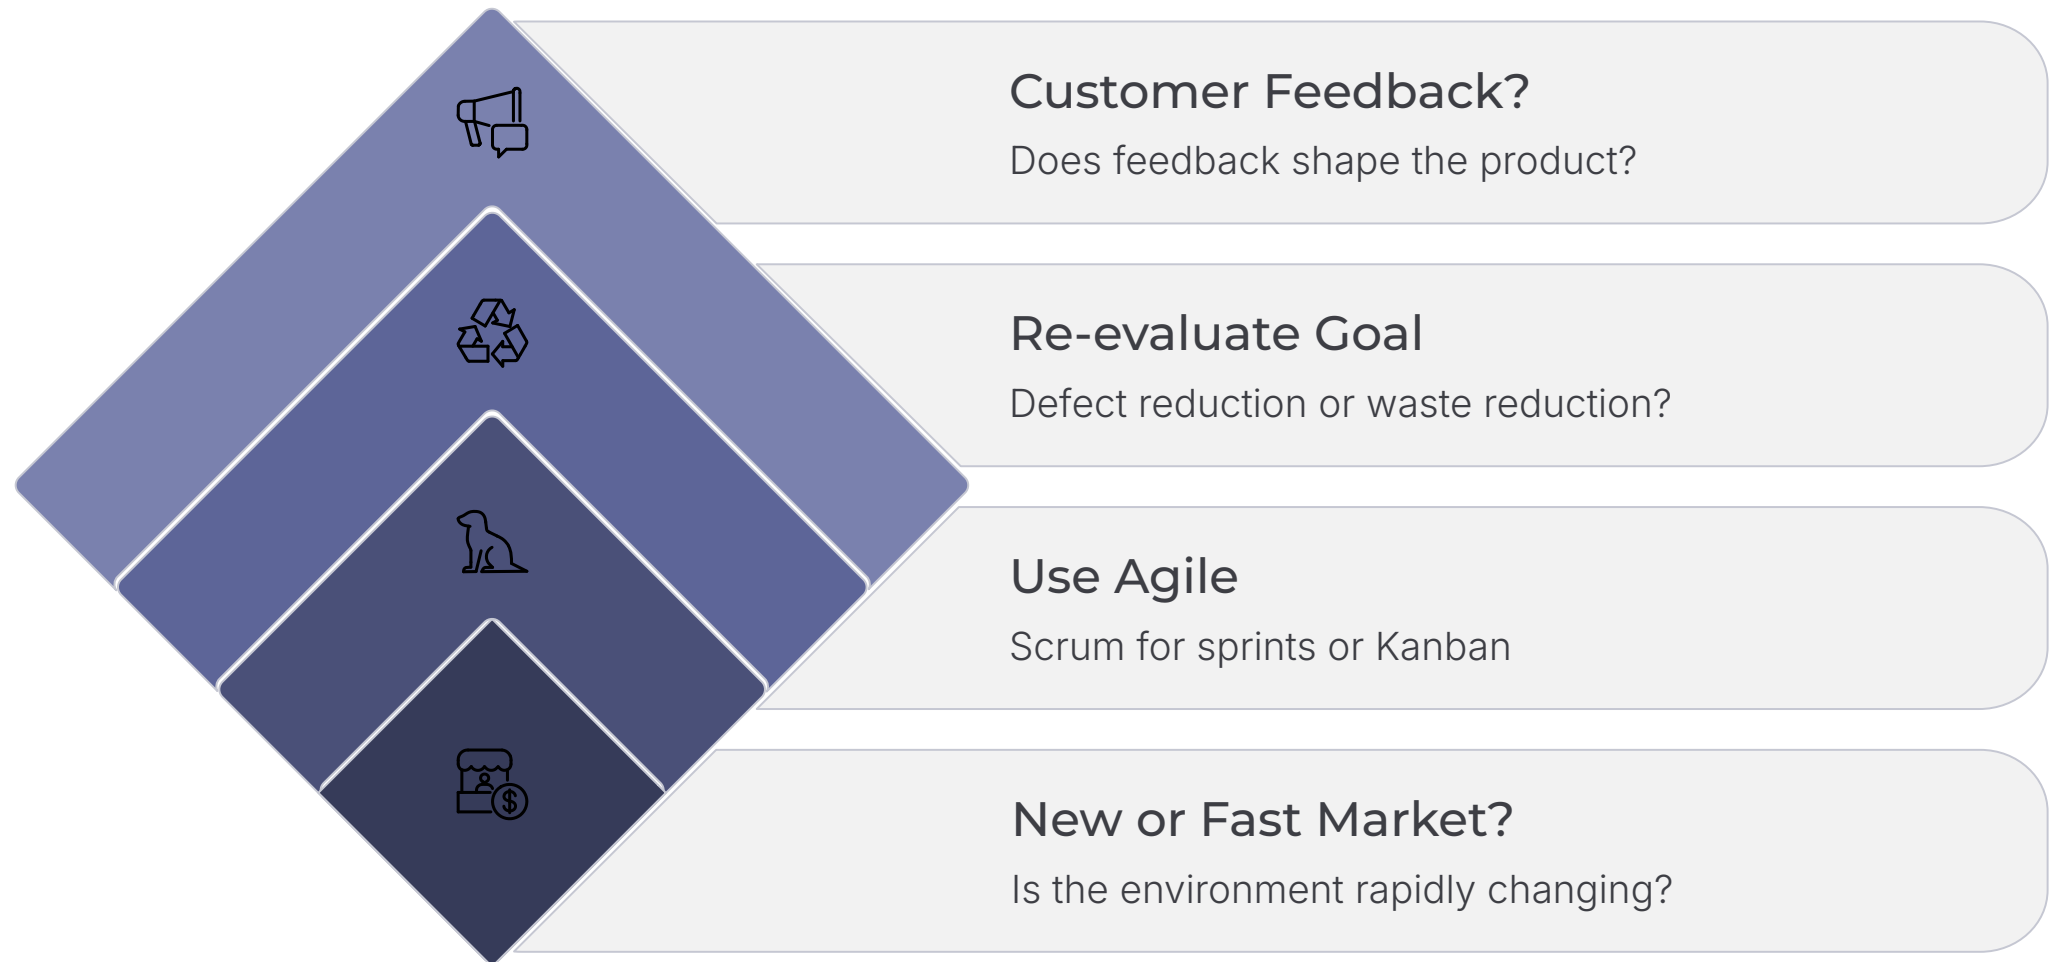 Customer Feedback?
Does feedback shape the product?
Re-evaluate Goal
Defect reduction or waste reduction?
Use Agile
Scrum for sprints or Kanban
New or Fast Market?
Is the environment rapidly changing?